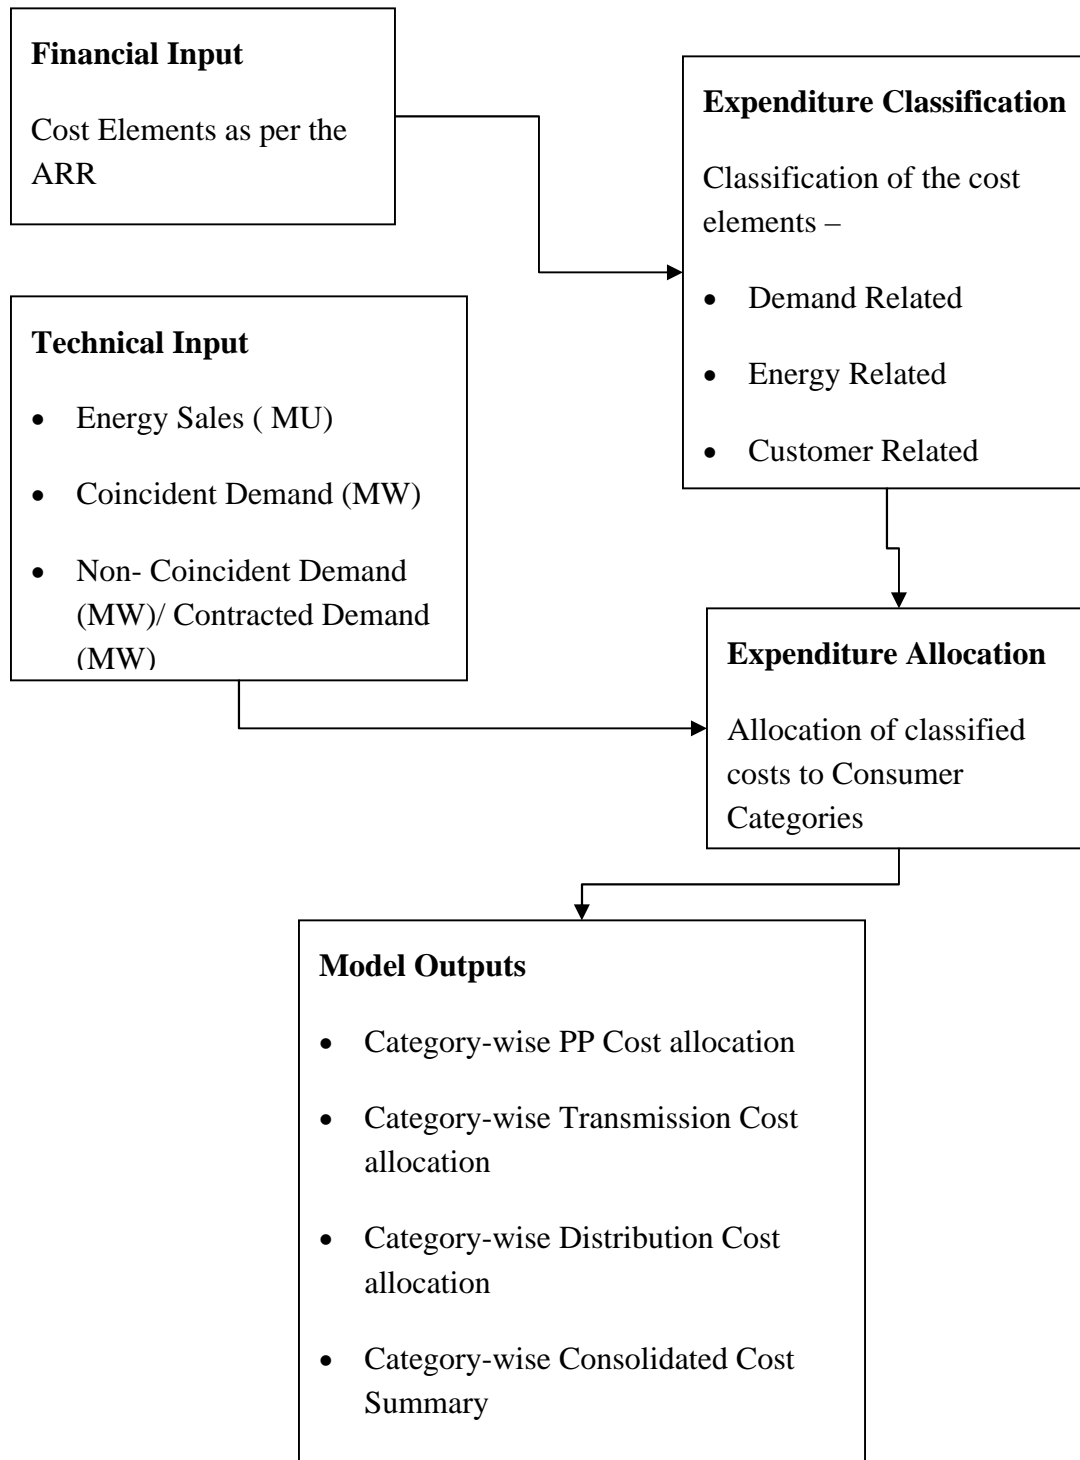 Financial Input
Cost Elements as per the
ARR
Expenditure Classification
Classification of the cost
elements –
• Demand Related
• Energy Related
• Customer Related
Technical Input
• Energy Sales ( MU)
• Coincident Demand (MW)
• Non- Coincident Demand
(MW)/ Contracted Demand
(MW)
Expenditure Allocation
Allocation of classified
costs to Consumer
Categories
Model Outputs
• Category-wise PP Cost allocation
• Category-wise Transmission Cost
allocation
• Category-wise Distribution Cost
allocation
• Category-wise Consolidated Cost
Summary